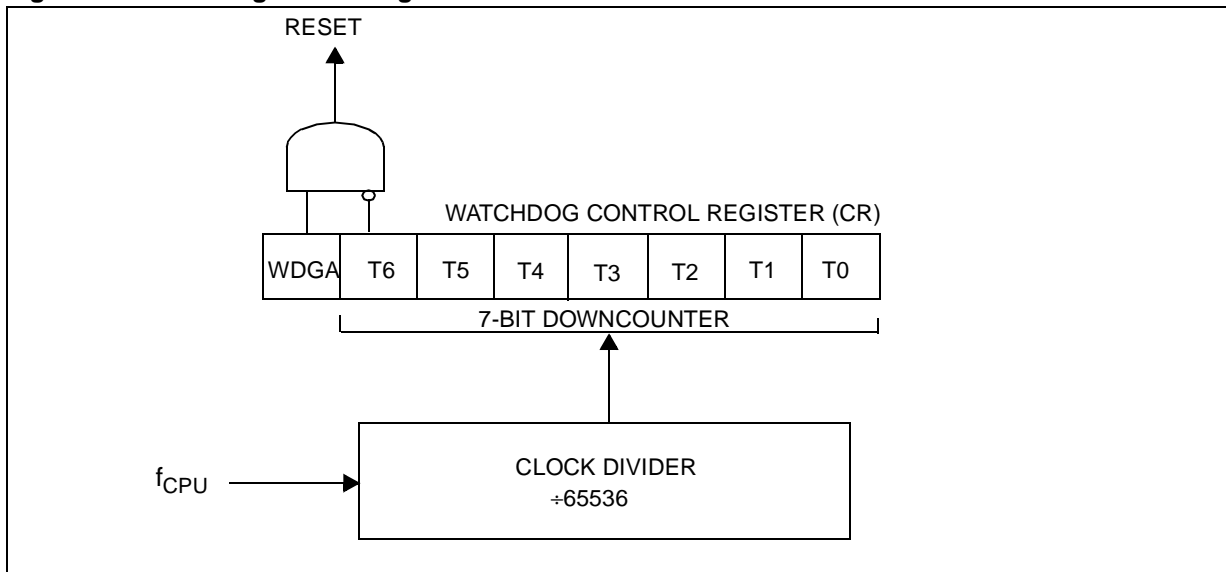 RESET
WATCHDOG CONTROL REGISTER (CR)
WDGA T6 T5 T4 T3 T2 T1 T0
7-BIT DOWNCOUNTER
fCPU
CLOCK DIVIDER
÷65536